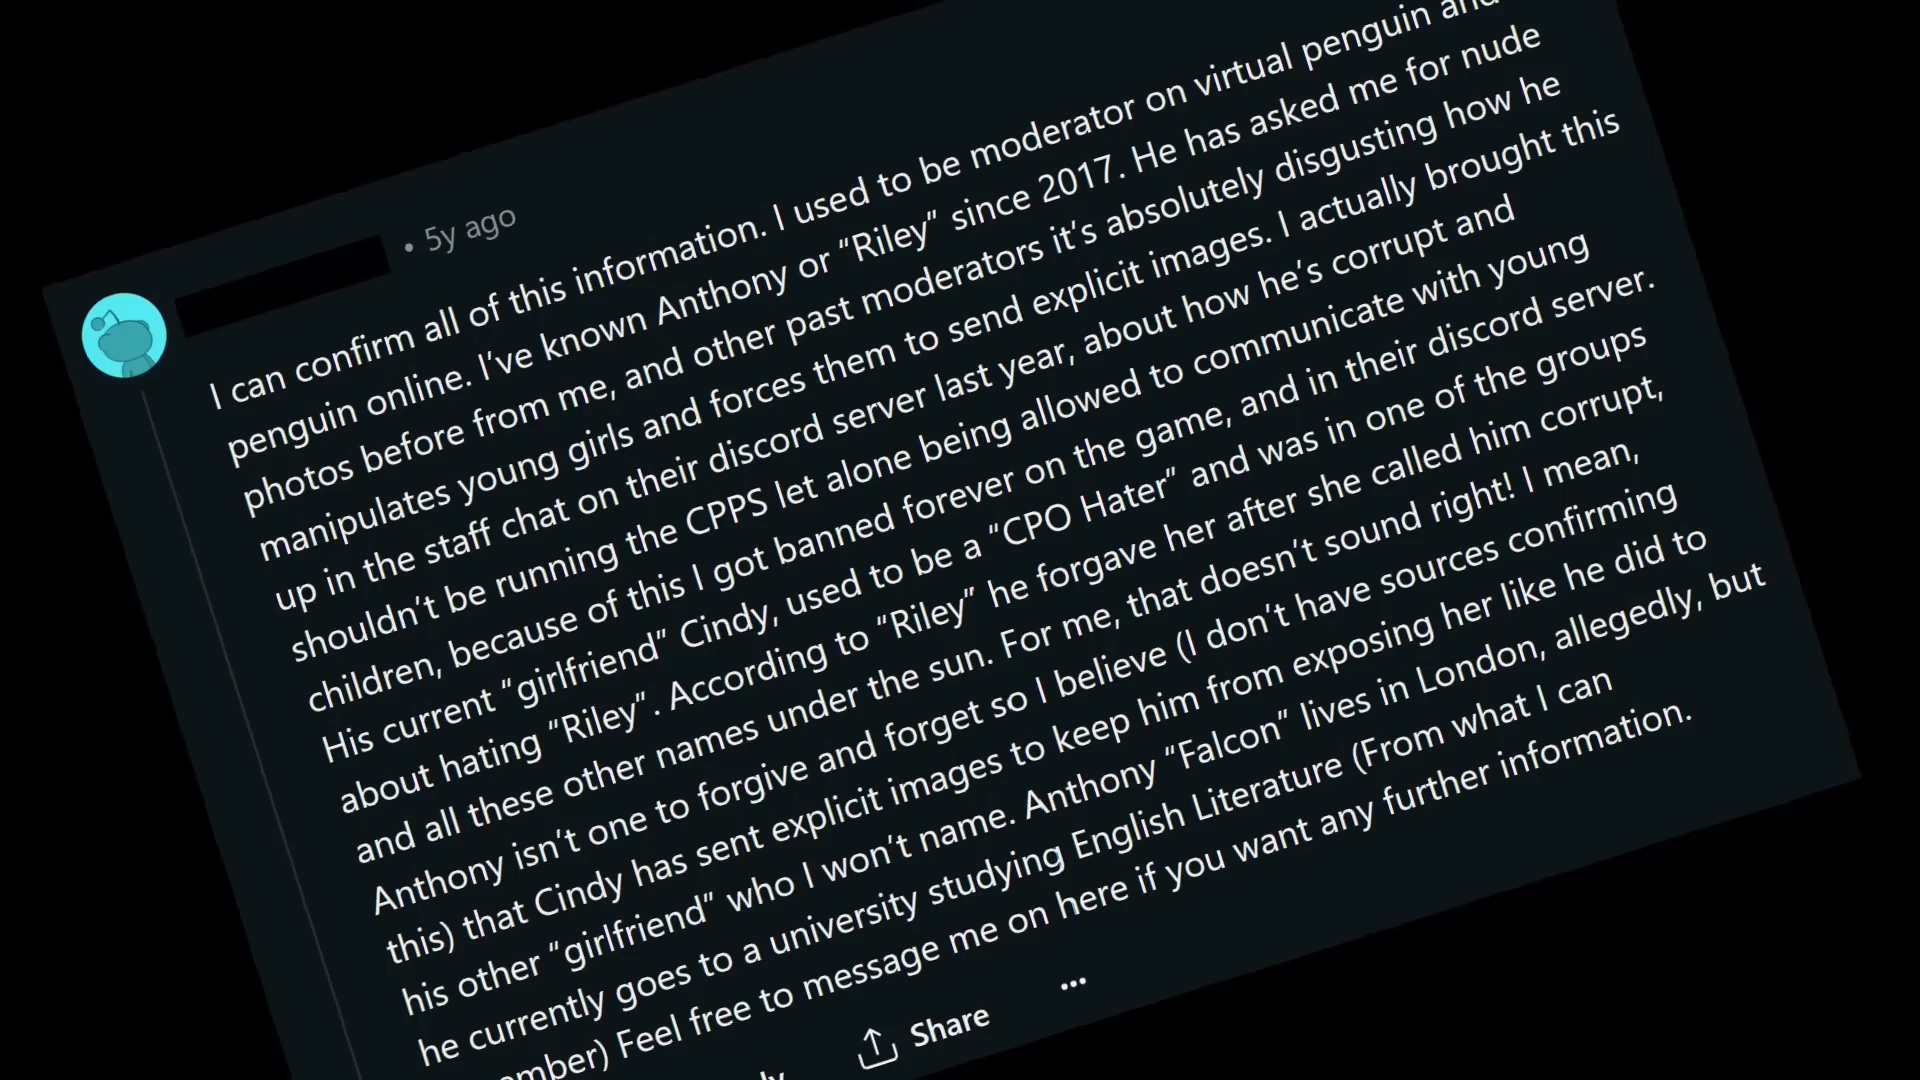 • 5y ago
I can confirm all of this information. I used to be moderator on virtual penguin and
penguin online. I’ve known Anthony or “Riley” since 2017. He has asked me for nude
photos before from me, and other past moderators it’s absolutely disgusting how he
manipulates young girls and forces them to send explicit images. I actually brought this
up in the staff chat on their discord server last year, about how he’s corrupt and
shouldn’t be running the CPPS let alone being allowed to communicate with young
children, because of this I got banned forever on the game, and in their discord server.
His current “girlfriend” Cindy, used to be a “CPO Hater” and was in one of the groups
about hating “Riley”. According to “Riley” he forgave her after she called him corrupt,
and all these other names under the sun. For me, that doesn’t sound right! I mean,
Anthony isn’t one to forgive and forget so I believe (I don’t have sources confirming
this) that Cindy has sent explicit images to keep him from exposing her like he did to
his other “girlfriend” who I won’t name. Anthony “Falcon” lives in London, allegedly, but
he currently goes to a university studying English Literature (From what I can
ember) Feel free to message me on here if you want any further information.
Share